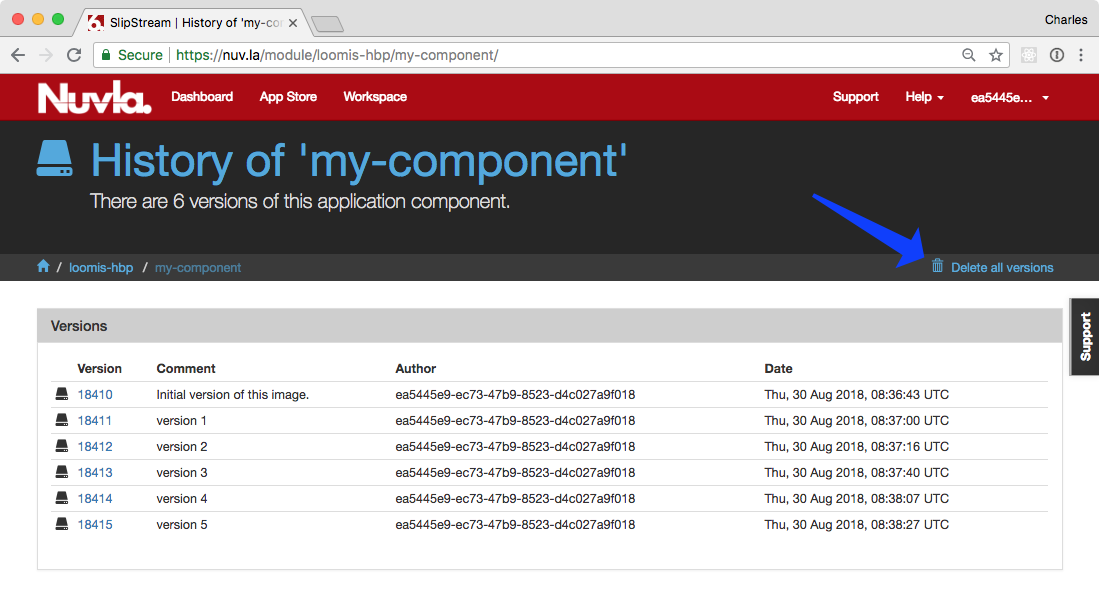 SlipStream | History of 'my-co
Charles
Secure https://nuv.la/module/loomis-hbp/my-component/
Nuvla. Dashboard App Store Workspace Support Help ea5445e...
History of 'my-component'
There are 6 versions of this application component.
/ loomis-hbp / my-component Delete all versions
Support
Versions
Version Comment Author Date
18410 Initial version of this image. ea5445e9-ec73-47b9-8523-d4c027a9f018 Thu, 30 Aug 2018, 08:36:43 UTC
18411 version 1 ea5445e9-ec73-47b9-8523-d4c027a9f018 Thu, 30 Aug 2018, 08:37:00 UTC
18412 version 2 ea5445e9-ec73-47b9-8523-d4c027a9f018 Thu, 30 Aug 2018, 08:37:16 UTC
18413 version 3 ea5445e9-ec73-47b9-8523-d4c027a9f018 Thu, 30 Aug 2018, 08:37:40 UTC
18414 version 4 ea5445e9-ec73-47b9-8523-d4c027a9f018 Thu, 30 Aug 2018, 08:38:07 UTC
18415 version 5 ea5445e9-ec73-47b9-8523-d4c027a9f018 Thu, 30 Aug 2018, 08:38:27 UTC